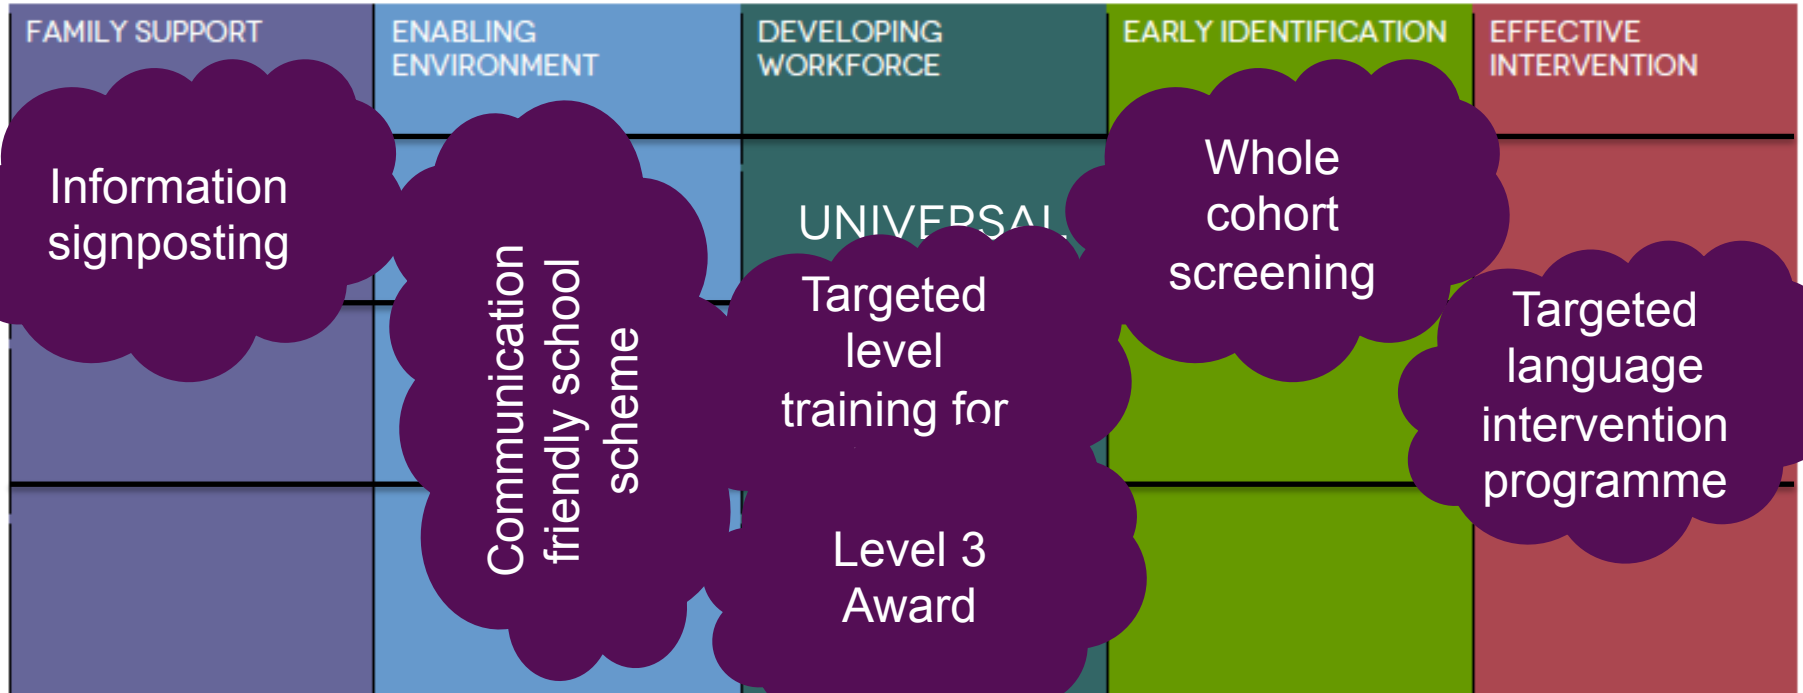 FAMILY SUPPORT
ENABLING
ENVIRONMENT
DEVELOPING
WORKFORCE
EARLY IDENTIFICATION
EFFECTIVE
INTERVENTION
Information
signposting
Communication
friendly school
scheme
UNIVERSAL
Targeted
level
training for
Level 3
Award
Whole
cohort
screening
Targeted
language
intervention
programme